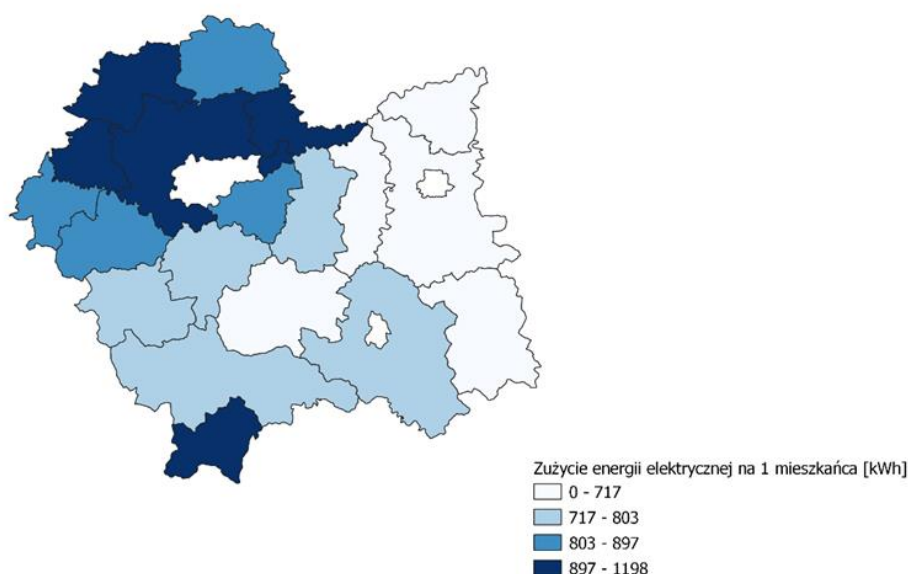 Zużycie energii elektrycznej na 1 mieszkańca [kWh]
0 - 717
717 - 803
803 - 897
897 - 1198